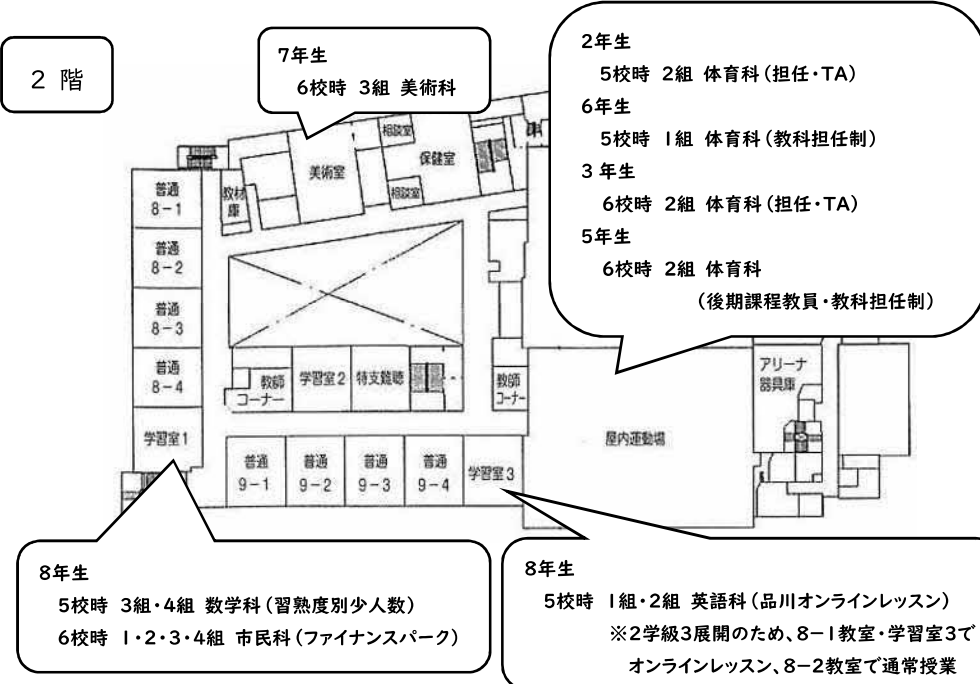 2 階
7年生
6校時 3組 美術科
2年生
5校時 2組 体育科(担任・TA)
6年生
5校時 1組 体育科(教科担任制)
3年生
6校時 2組 体育科(担任・TA)
5年生
6校時 2組 体育科
(後期課程教員・教科担任制)
相談室
美術室
保健室
相談室
教材
庫
普通
8-1
普通
8-2
普通
8-3
普通
8-4
学習室1
教師
コーナー
学習室2
特支難聴
教師
コーナー
アリーナ
器具庫
屋内運動場
普通
9-1
普通
9-2
普通
9-3
普通
9-4
学習室3
8年生
5校時 3組・4組 数学科(習熟度別少人数)
6校時 1・2・3・4組 市民科(ファイナンスパーク)
8年生
5校時 1組・2組 英語科(品川オンラインレッスン)
※2学級3展開のため、8-1教室・学習室3で
オンラインレッスン、8-2教室で通常授業